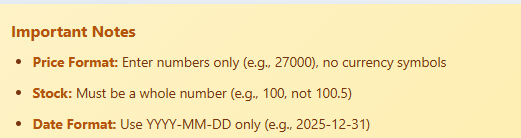 Important Notes
Price Format: Enter numbers only (e.g., 27000), no currency symbols
Stock: Must be a whole number (e.g., 100, not 100.5)
Date Format: Use YYYY-MM-DD only (e.g., 2025-12-31)